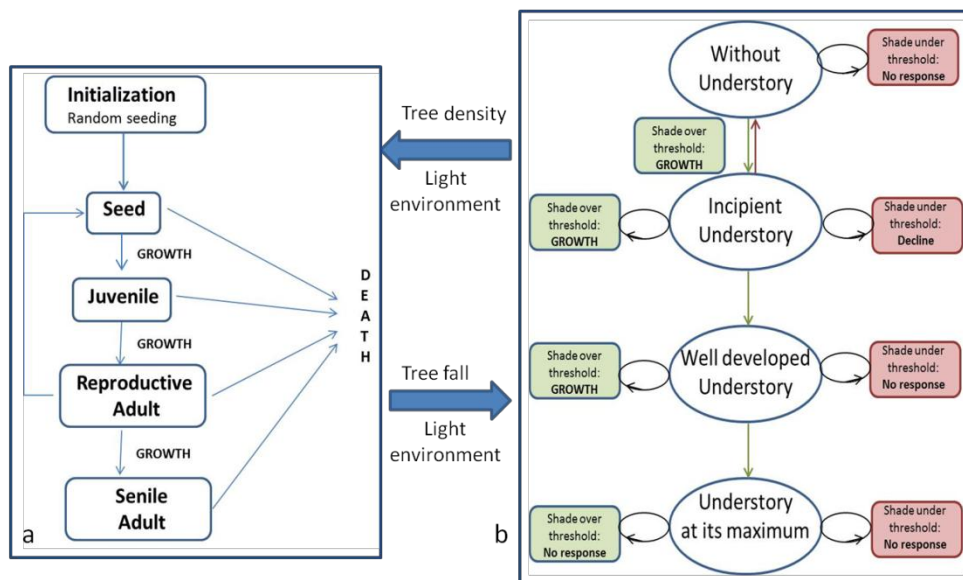 Initialization
Random seeding
Seed
GROWTH
Juvenile
GROWTH
Reproductive
Adult
GROWTH
Senile
Adult
D
E
A
T
H
a
Tree density
Light
environment
Tree fall
Light
environment
Without
Understory
Shade under
threshold:
No response
Shade over
threshold:
GROWTH
Shade over
threshold:
GROWTH
Incipient
Understory
Shade under
threshold:
Decline
Shade over
threshold:
GROWTH
Well developed
Understory
Shade under
threshold:
No response
Shade over
threshold:
No response
Understory
at its maximum
Shade under
threshold:
No response
b